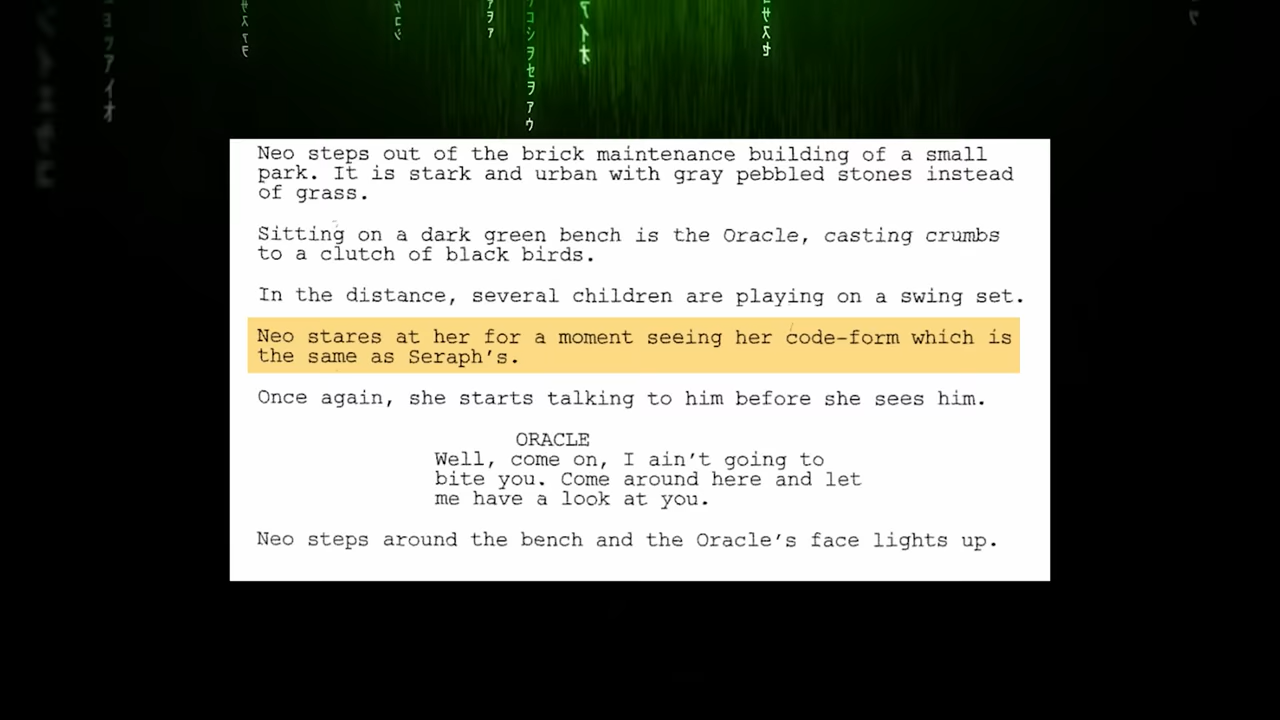 Neo steps out of the brick maintenance building of a small
park. It is stark and urban with gray pebbled stones instead
of grass.
Sitting on a dark green bench is the Oracle, casting crumbs
to a clutch of black birds.
In the distance, several children are playing on a swing set.
Neo stares at her for a moment seeing her code-form which is
the same as Seraph's.
Once again, she starts talking to him before she sees him.
ORACLE
Well, come on, I ain't going to
bite you. Come around here and let
me have a look at you.
Neo steps around the bench and the Oracle's face lights up.